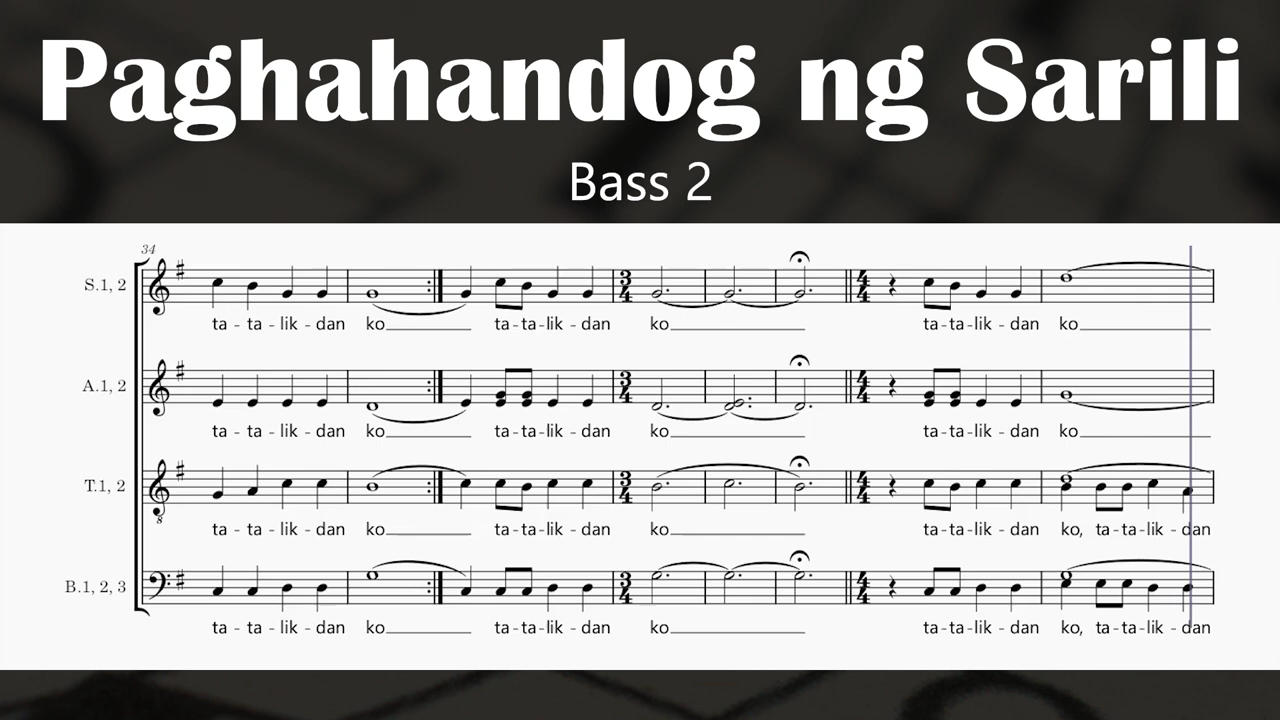 Paghahandog ng Sarili
Bass 2
34
S.1, 2
ta - ta - lik - dan ko ta - ta - lik - dan ko ta - ta - lik - dan ko
A.1, 2
ta - ta - lik - dan ko ta - ta - lik - dan ko ta - ta - lik - dan ko
T.1, 2
ta - ta - lik - dan ko ta - ta - lik - dan ko ta - ta - lik - dan ko, ta - ta - lik - dan
B.1, 2, 3
ta - ta - lik - dan ko ta - ta - lik - dan ko ta - ta - lik - dan ko, ta - ta - lik - dan